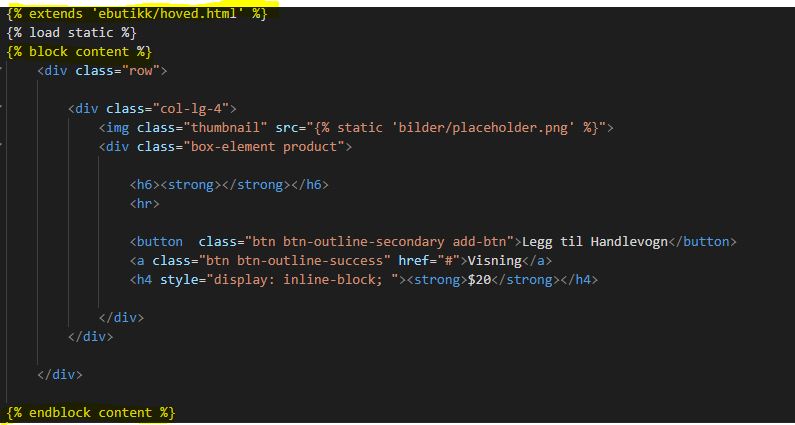 {% extends 'ebutikk/hoved.html' %}
{% load static %}
{% block content %}
<div class="row">
<div class="col-lg-4">
<img class="thumbnail" src="{% static 'bilder/placeholder.png' %}">
<div class="box-element product">
<h6><strong></strong></h6>
<hr>
<button  class="btn btn-outline-secondary add-btn">Legg til Handlevogn</button>
<a class="btn btn-outline-success" href="#">Visning</a>
<h4 style="display: inline-block; "><strong>$20</strong></h4>
</div>
</div>
</div>
{% endblock content %}